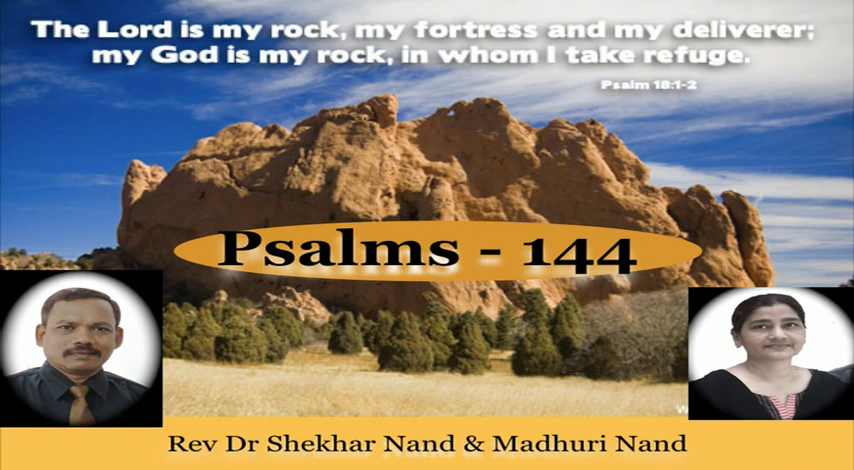 The Lord is my rock, my fortress and my deliverer;
my God is my rock, in whom I take refuge.
Psalm 18:1-2
Psalms - 144
Rev Dr Shekhar Nand & Madhuri Nand